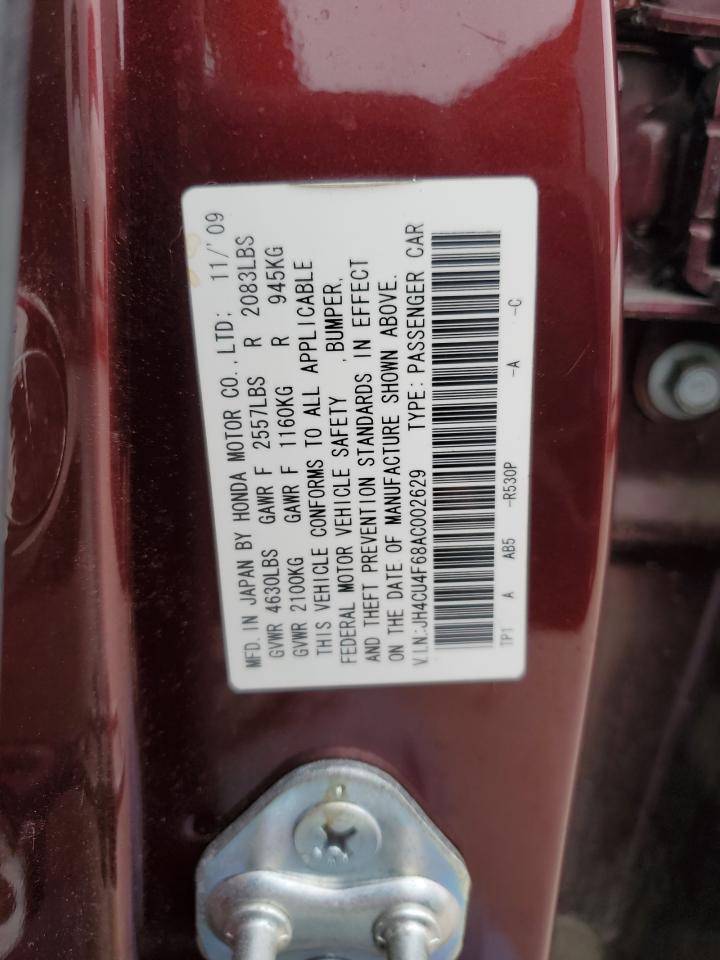 MFD. IN JAPAN BY HONDA MOTOR CO.,LTD; 11/'09
GVWR 4630LBS GAWR F 2557LBS R 2083LBS
GVWR 2100KG GAWR F 1160KG R 945KG
THIS VEHICLE CONFORMS TO ALL APPLICABLE
FEDERAL MOTOR VEHICLE SAFETY ,BUMPER,
AND THEFT PREVENTION STANDARDS IN EFFECT
ON THE DATE OF MANUFACTURE SHOWN ABOVE.
V.I.N.:JH4CU4F68AC002629 TYPE:PASSENGER CAR
TP1 A AB5 -R530P -A -C